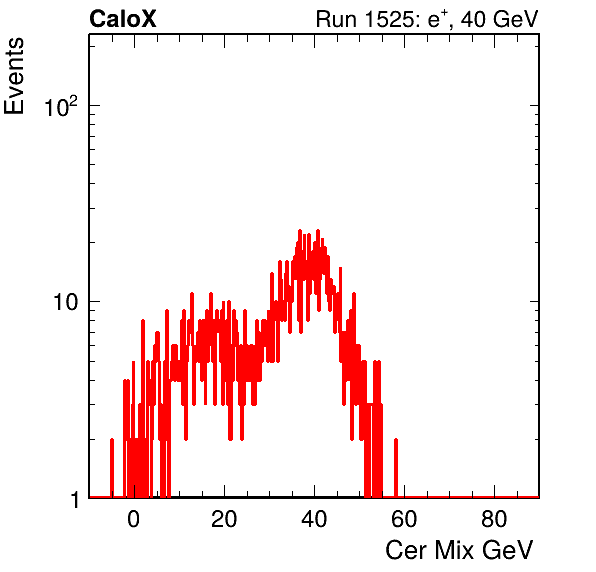 CaloX Run 1525: e⁺, 40 GeV
Events
10²
10
1
0 20 40 60 80
Cer Mix GeV